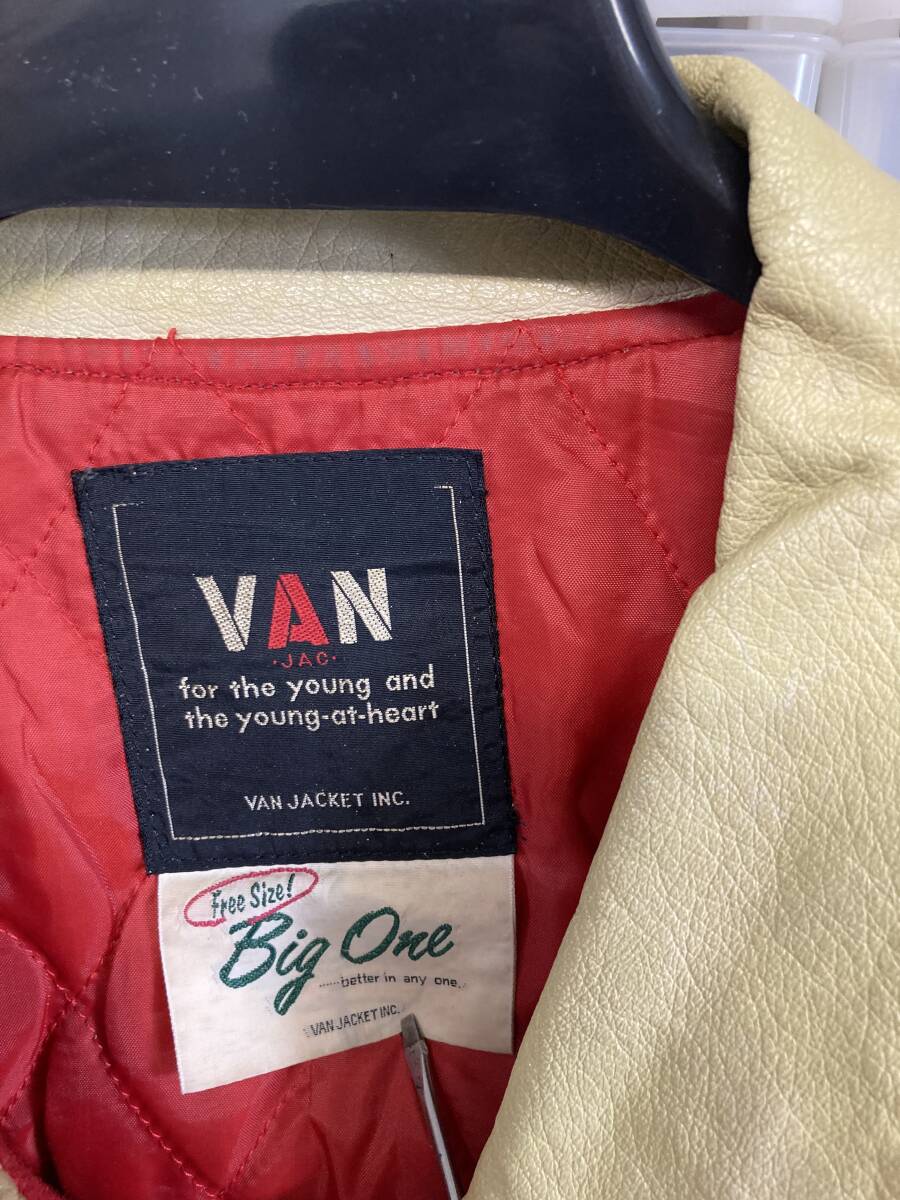 VAN
·JAC·
for the young and
the young-at-heart
VAN JACKET INC.
Free Size!
Big One
......better in any one.
VAN JACKET INC.